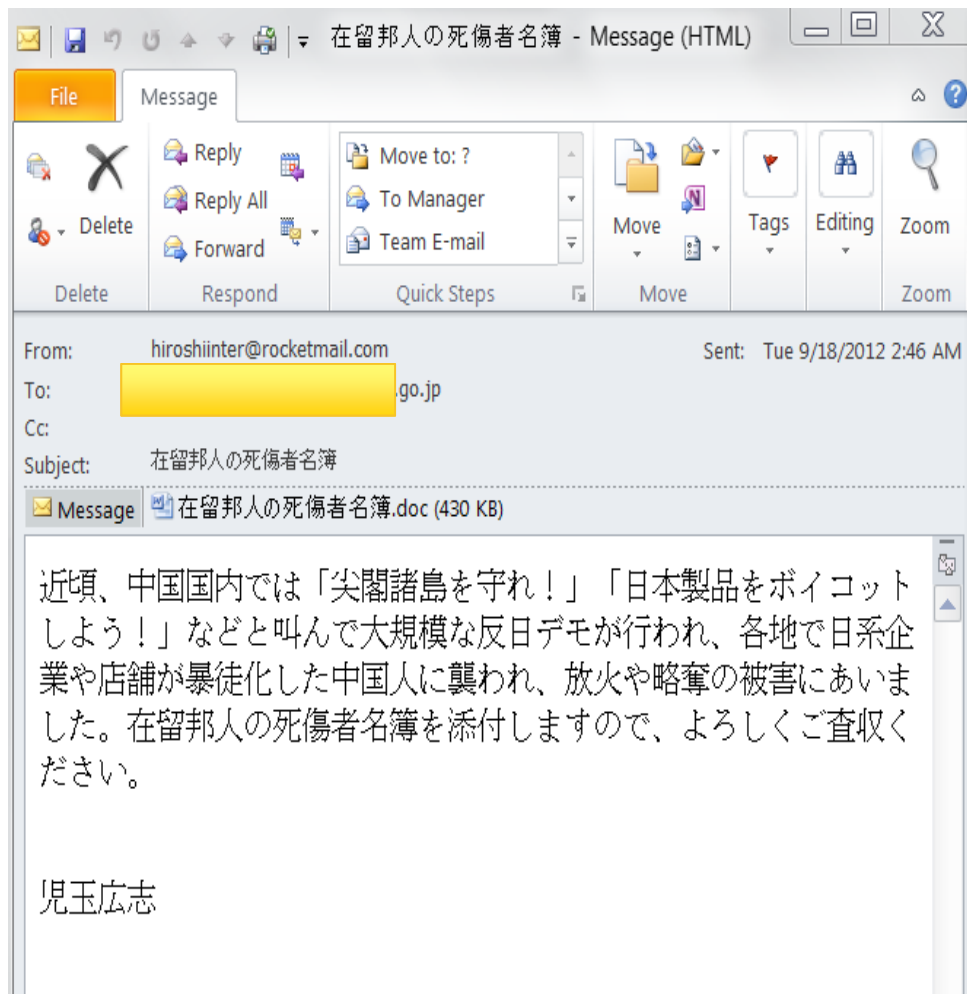 在留邦人の死傷者名簿 - Message (HTML)
File Message
Reply
Reply All
Forward
Delete
Move to: ?
To Manager
Team E-mail
Move
Tags
Editing
Zoom
Delete Respond Quick Steps Move Zoom
From: hiroshiinter@rocketmail.com Sent: Tue 9/18/2012 2:46 AM
To: .go.jp
Cc:
Subject: 在留邦人の死傷者名簿
Message 在留邦人の死傷者名簿.doc (430 KB)
近頃、中国国内では「尖閣諸島を守れ！」「日本製品をボイコット
しよう！」などと叫んで大規模な反日デモが行われ、各地で日系企
業や店舗が暴徒化した中国人に襲われ、放火や略奪の被害にあいま
した。在留邦人の死傷者名簿を添付しますので、よろしくご査収く
ださい。
児玉広志